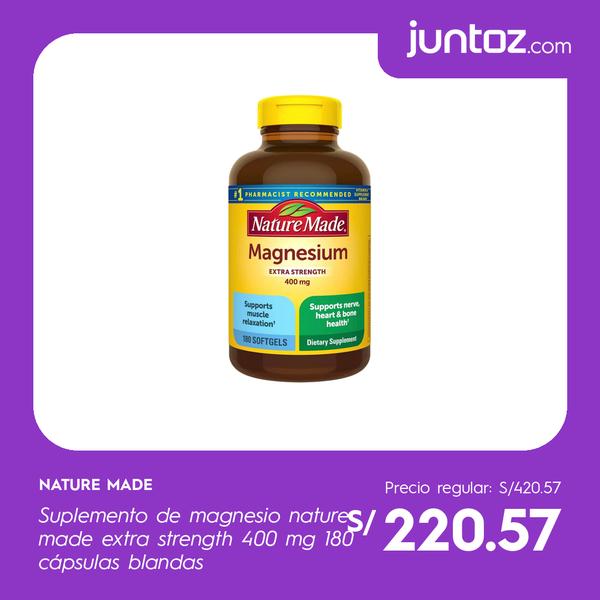 juntoz.com
#1 PHARMACIST RECOMMENDED
Nature Made
Magnesium
EXTRA STRENGTH
400 mg
Supports
muscle
relaxation†
180 SOFTGELS
Supports nerve,
heart & bone
health†
Dietary Supplement
NATURE MADE
Suplemento de magnesio nature
made extra strength 400 mg 180
cápsulas blandas
Precio regular: S/420.57
S/ 220.57